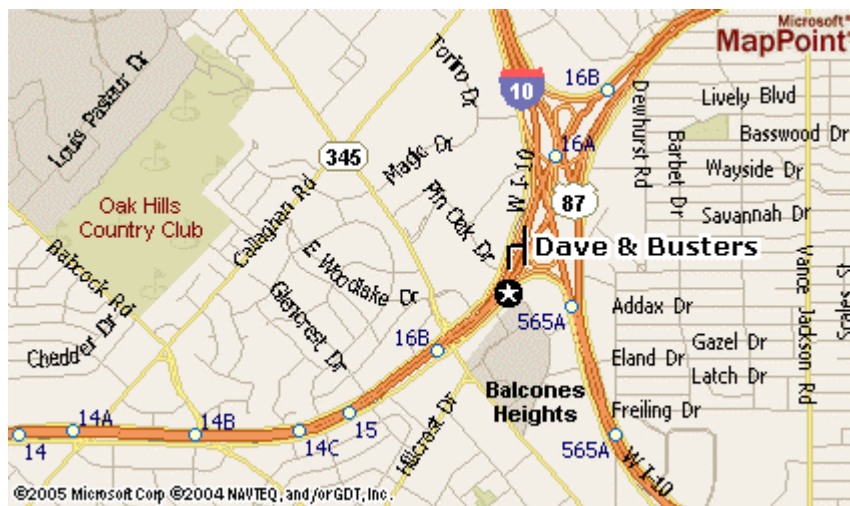 Microsoft®
MapPoint®
Torino Dr
10
16B
Louis Pasteur Dr
Lively Blvd
Dewhurst Rd
Basswood Dr
345
Magic Dr
16A
Barbet Dr
Wayside Dr
Oak Hills
Country Club
Callaghan Rd
Pin Oak Dr
W I-10
87
Savannah Dr
Dave & Busters
Babcock Rd
E Woodlake Dr
Vance Jackson Rd
Glencrest Dr
565A
Addax Dr
Chedder Dr
16B
Gazel Dr
Eland Dr
Latch Dr
Balcones
Heights
Freiling Dr
Hillcrest Dr
14A
14B
14C
15
14
565A
W I-10
©2005 Microsoft Corp ©2004 NAVTEQ, and/or GDT, Inc.